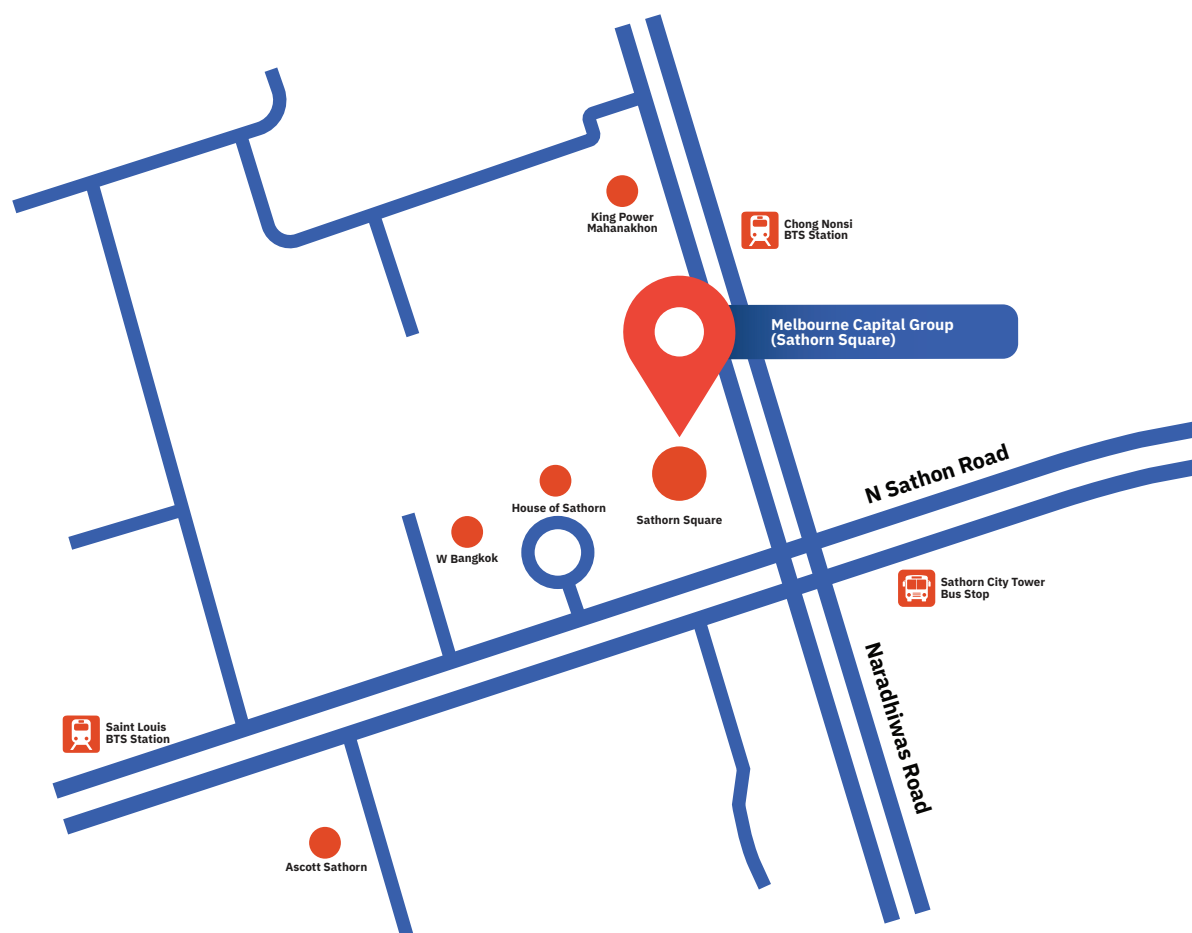 King Power
Mahanakhon
Chong Nonsi
BTS Station
Melbourne Capital Group
(Sathorn Square)
N Sathon Road
House of Sathorn
Sathorn Square
W Bangkok
Sathorn City Tower
Bus Stop
Naradhiwas Road
Saint Louis
BTS Station
Ascott Sathorn